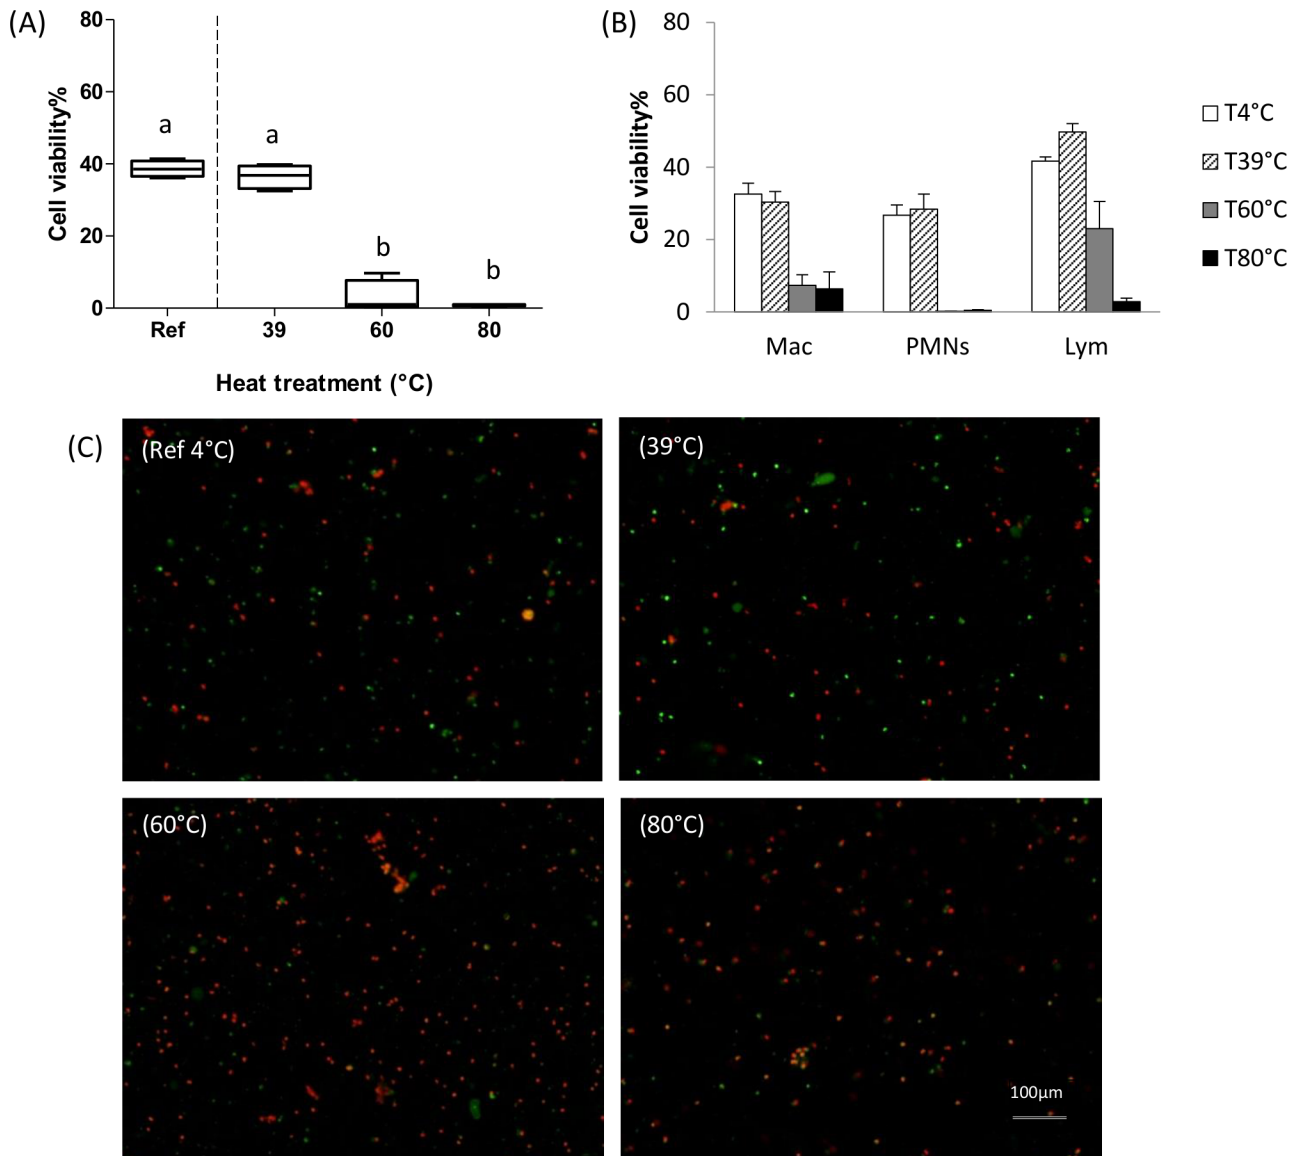 (A)
80
60
40
20
0
Cell viability%
a
a
b
b
Ref 39 60 80
Heat treatment (°C)
(B)
80
60
40
20
0
Cell viability%
Mac PMNs Lym
T4°C
T39°C
T60°C
T80°C
(C)
(Ref 4°C)
(39°C)
(60°C)
(80°C)
100µm